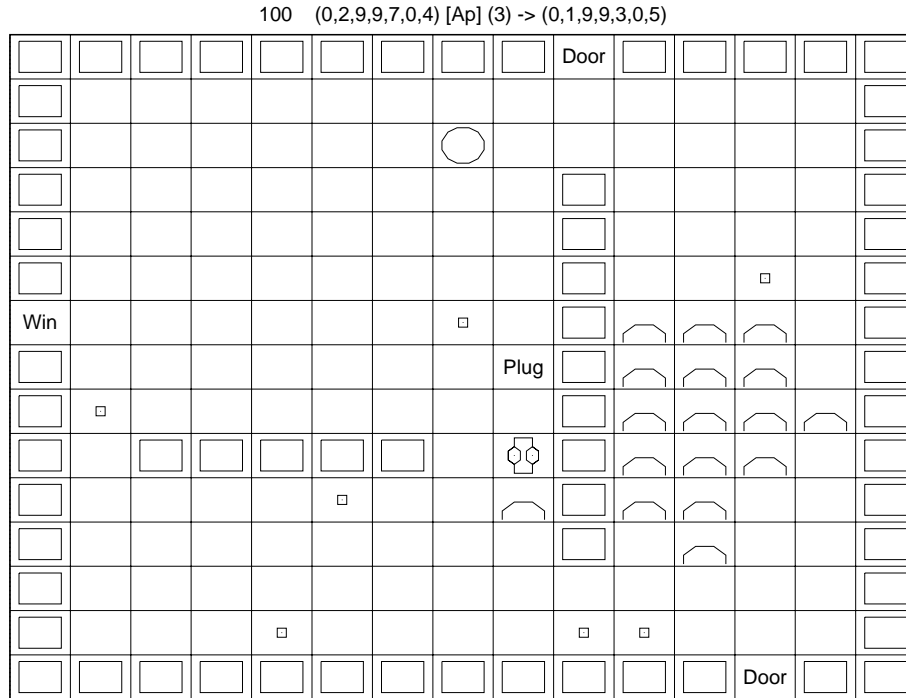 100 (0,2,9,9,7,0,4) [Ap] (3) -> (0,1,9,9,3,0,5)
Door
Win
Plug
Door